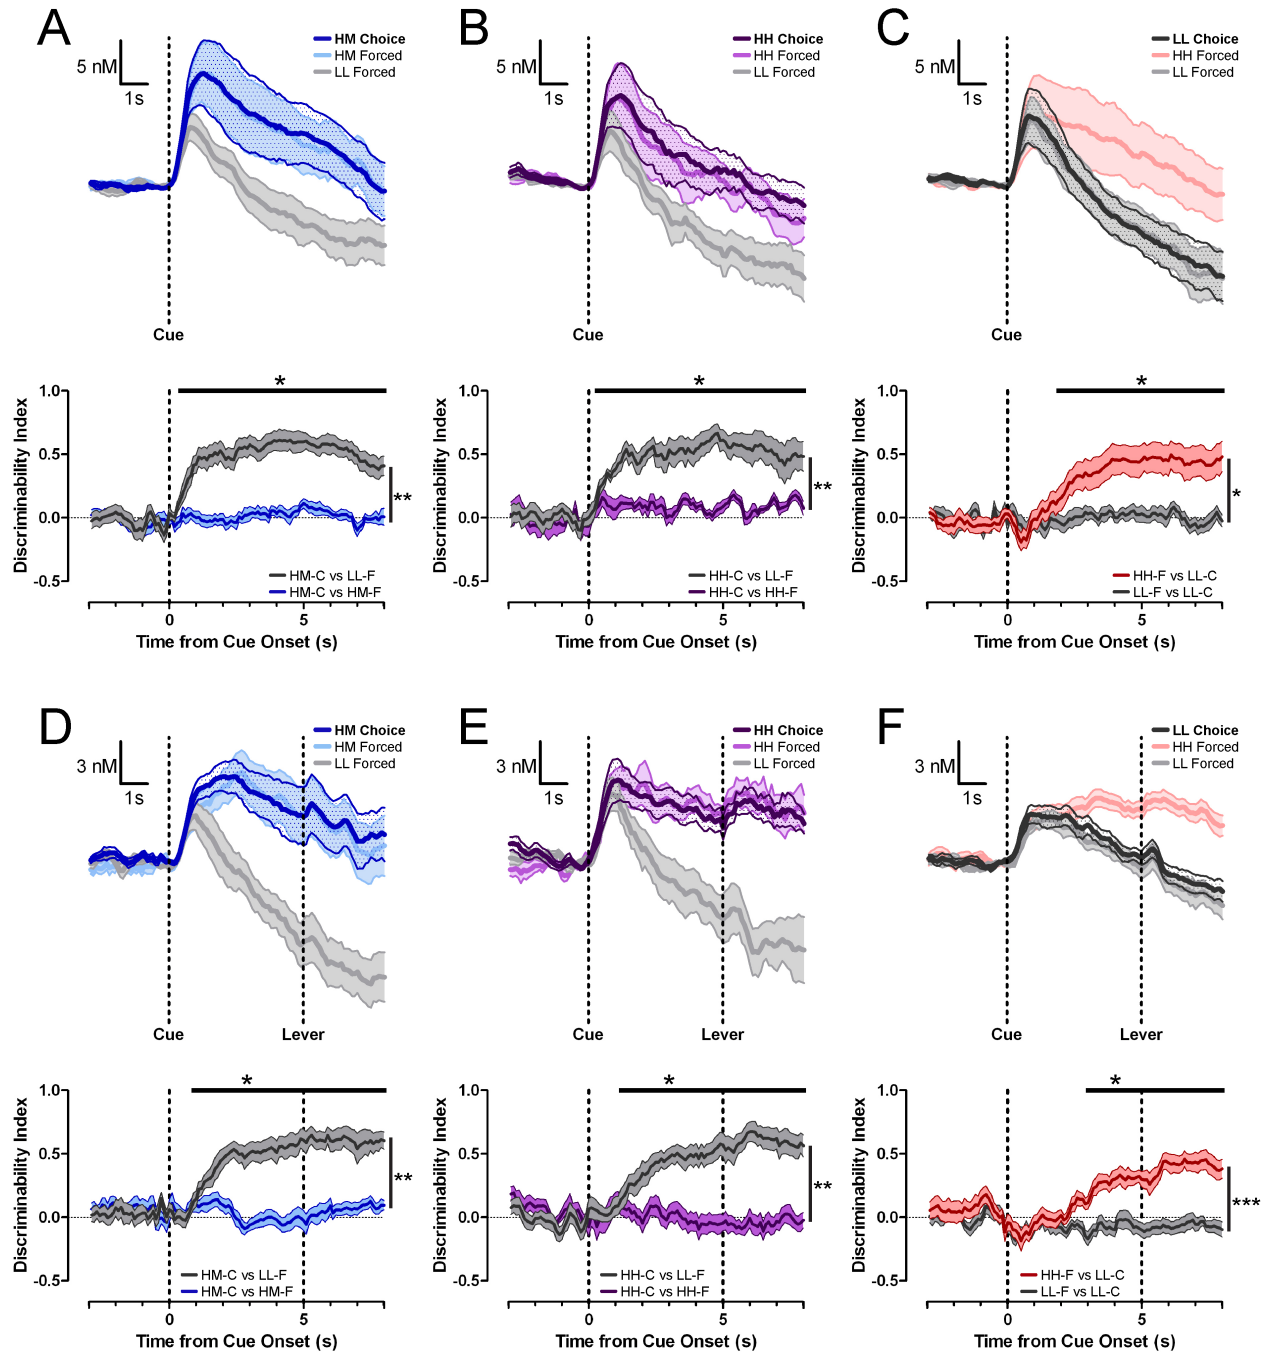 A
5 nM
1s
HM Choice
HM Forced
LL Forced
Cue
B
5 nM
1s
HH Choice
HH Forced
LL Forced
Cue
C
5 nM
1s
LL Choice
HH Forced
LL Forced
Cue
Discriminability Index
1.0
0.5
0.0
-0.5
*
**
HM-C vs LL-F
HM-C vs HM-F
0
5
Time from Cue Onset (s)
Discriminability Index
1.0
0.5
0.0
-0.5
*
**
HH-C vs LL-F
HH-C vs HH-F
0
5
Time from Cue Onset (s)
Discriminability Index
1.0
0.5
0.0
-0.5
*
*
HH-F vs LL-C
LL-F vs LL-C
0
5
Time from Cue Onset (s)
D
3 nM
1s
HM Choice
HM Forced
LL Forced
Cue
Lever
E
3 nM
1s
HH Choice
HH Forced
LL Forced
Cue
Lever
F
3 nM
1s
LL Choice
HH Forced
LL Forced
Cue
Lever
Discriminability Index
1.0
0.5
0.0
-0.5
*
**
HM-C vs LL-F
HM-C vs HM-F
0
5
Time from Cue Onset (s)
Discriminability Index
1.0
0.5
0.0
-0.5
*
**
HH-C vs LL-F
HH-C vs HH-F
0
5
Time from Cue Onset (s)
Discriminability Index
1.0
0.5
0.0
-0.5
*
***
HH-F vs LL-C
LL-F vs LL-C
0
5
Time from Cue Onset (s)